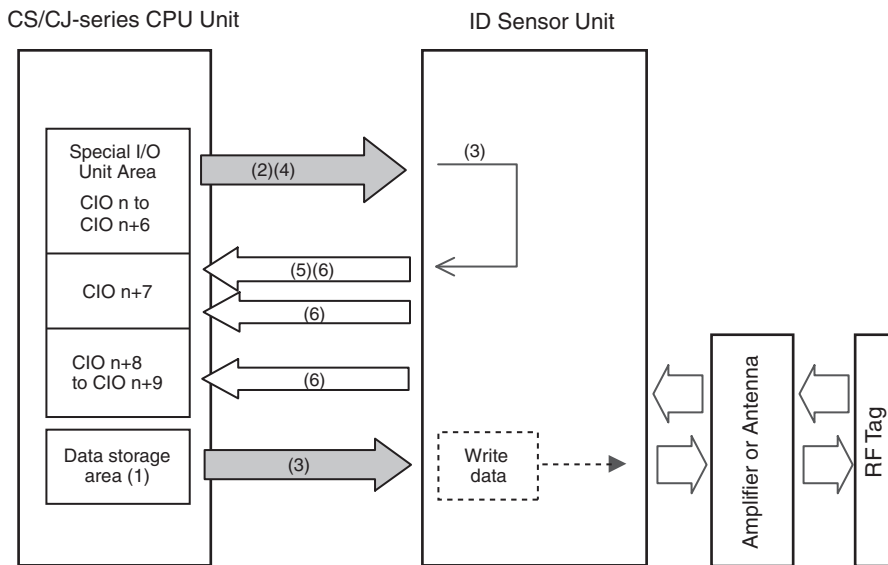 CS/CJ-series CPU Unit
ID Sensor Unit
Special I/O
Unit Area
CIO n to
CIO n+6
(2)(4)
(3)
(5)(6)
CIO n+7
(6)
CIO n+8
to CIO n+9
(6)
Data storage
area (1)
(3)
Write
data
Amplifier or Antenna
RF Tag